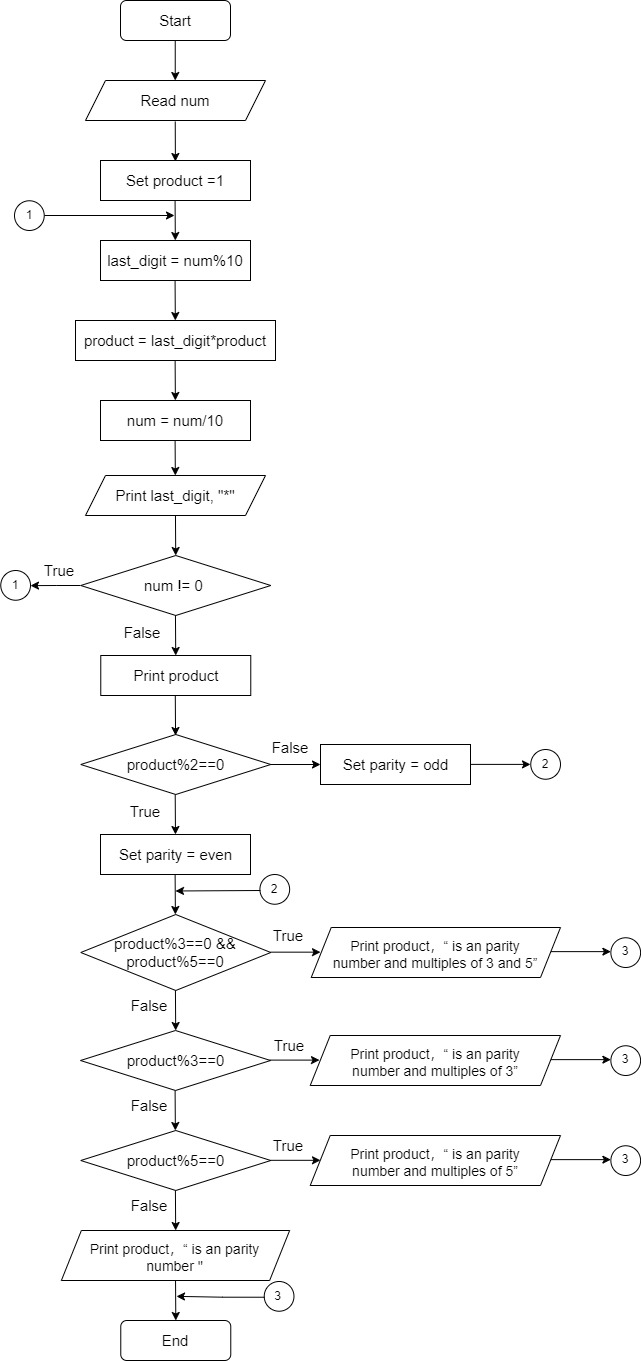 Start
Read num
Set product =1
1
last_digit = num%10
product = last_digit*product
num = num/10
Print last_digit, "*"
1
True
num != 0
False
Print product
product%2==0
False
Set parity = odd
2
True
Set parity = even
2
product%3==0 &&
product%5==0
True
Print product, “ is an parity
number and multiples of 3 and 5”
3
False
product%3==0
True
Print product, “ is an parity
number and multiples of 3”
3
False
product%5==0
True
Print product, “ is an parity
number and multiples of 5”
3
False
Print product, “ is an parity
number "
3
End